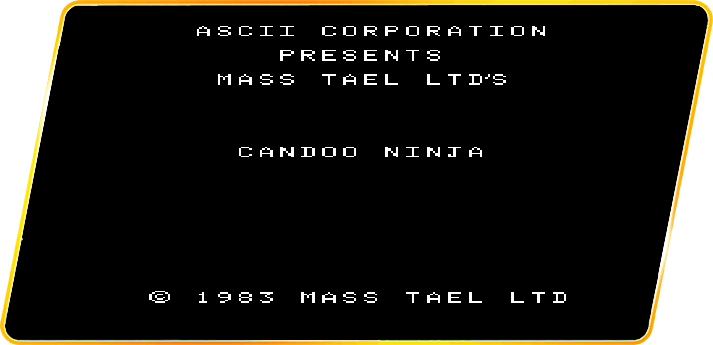 ASCII CORPORATION
PRESENTS
MASS TAEL LTD'S
CANDOO NINJA
© 1983 MASS TAEL LTD